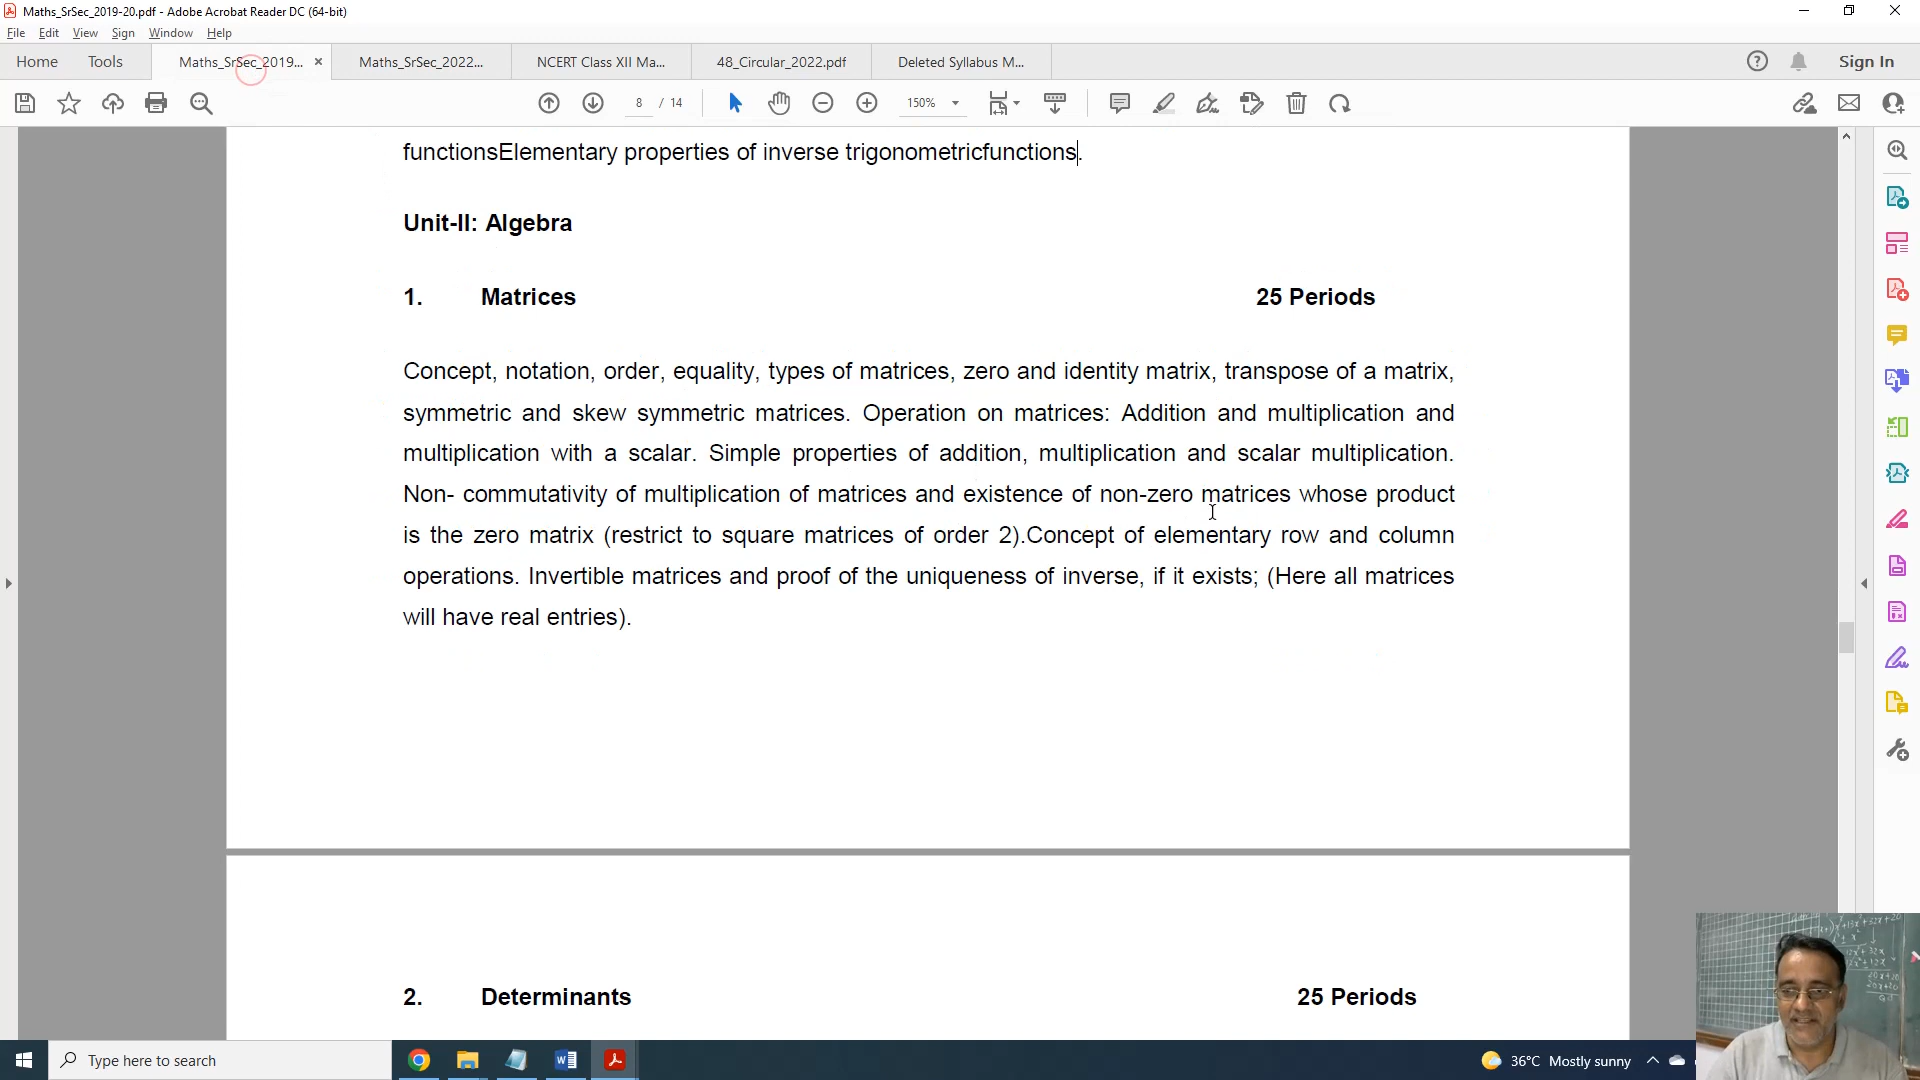 Maths_SrSec_2019-20.pdf - Adobe Acrobat Reader DC (64-bit)
File Edit View Sign Window Help
Home Tools Maths_SrSec_2019... Maths_SrSec_2022... NCERT Class XII Ma... 48_Circular_2022.pdf Deleted Syllabus M... Sign In
8 / 14 150%
functionsElementary properties of inverse trigonometricfunctions.
Unit-II: Algebra
1. Matrices 25 Periods
Concept, notation, order, equality, types of matrices, zero and identity matrix, transpose of a matrix,
symmetric and skew symmetric matrices. Operation on matrices: Addition and multiplication and
multiplication with a scalar. Simple properties of addition, multiplication and scalar multiplication.
Non- commutativity of multiplication of matrices and existence of non-zero matrices whose product
is the zero matrix (restrict to square matrices of order 2).Concept of elementary row and column
operations. Invertible matrices and proof of the uniqueness of inverse, if it exists; (Here all matrices
will have real entries).
2. Determinants 25 Periods
Type here to search
36°C Mostly sunny